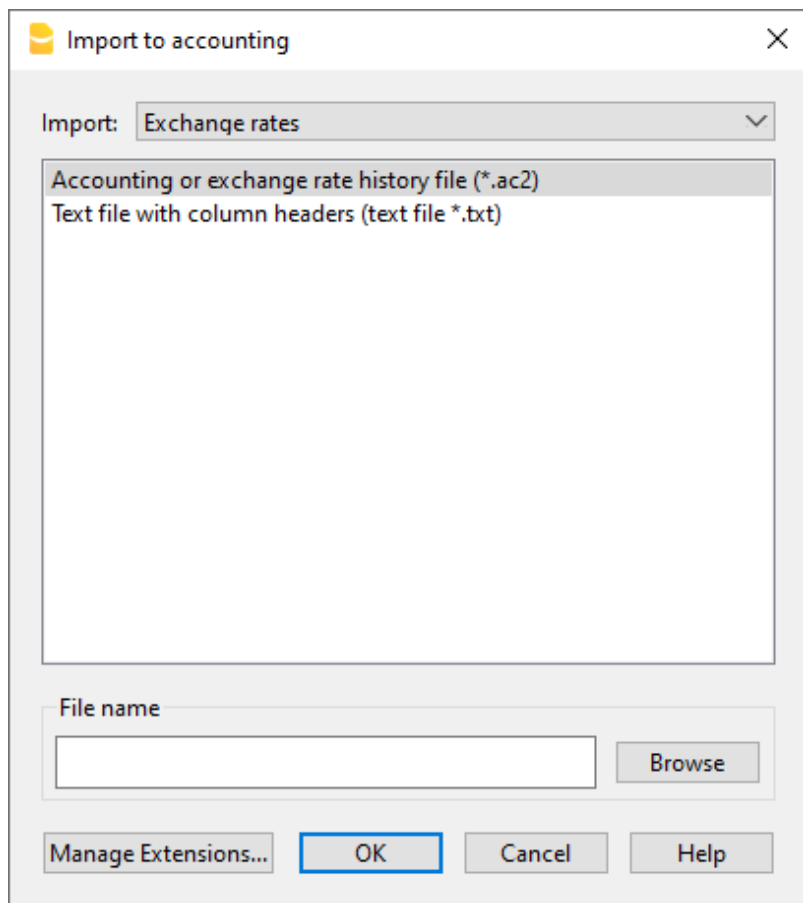 Import to accounting
Import: Exchange rates
Accounting or exchange rate history file (*.ac2)
Text file with column headers (text file *.txt)
File name
Browse
Manage Extensions... OK Cancel Help